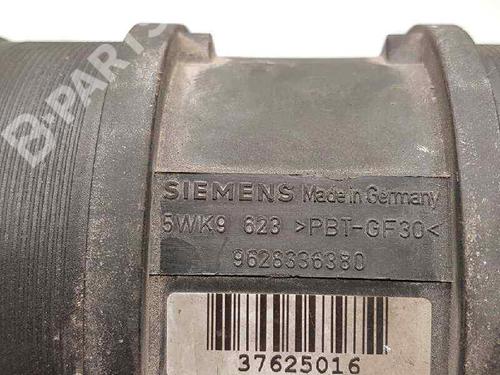 B-PARTS
SIEMENS Made in Germany
5WK9 623 >PBT-GF30<
9628336380
37625016